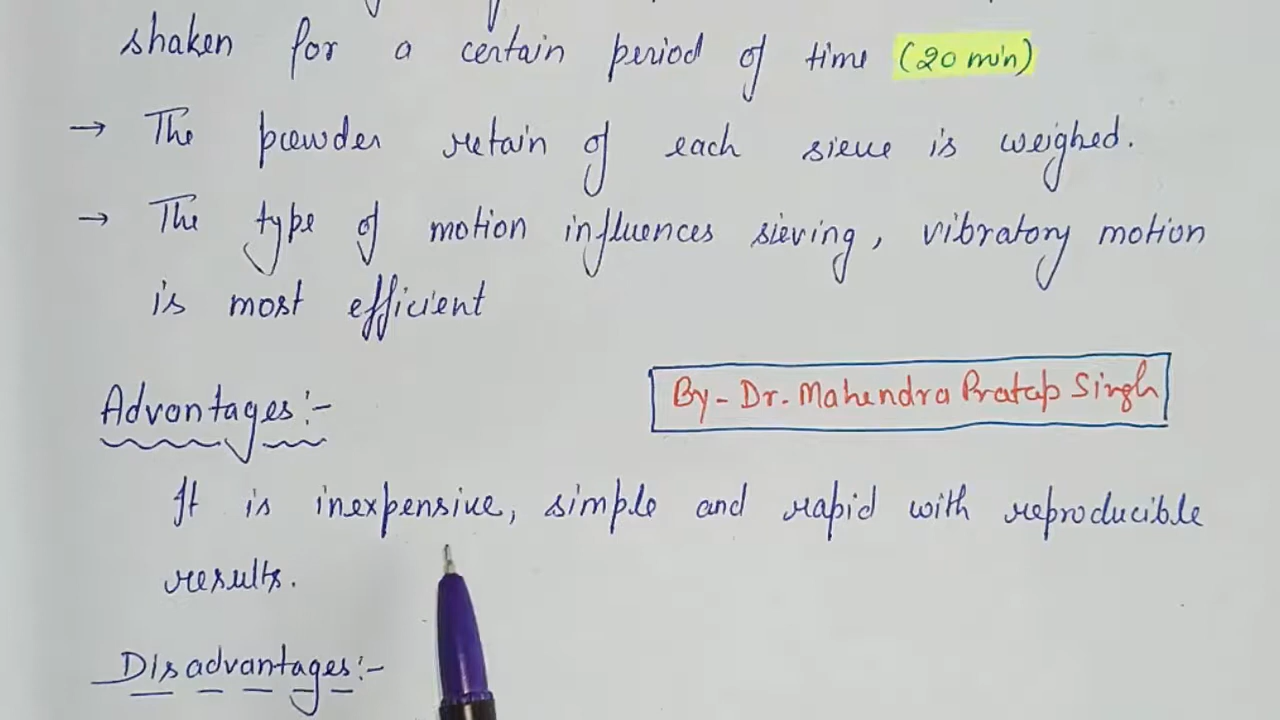 shaken for a certain period of time (20 min)
→ The powder retain of each sieve is weighed.
→ The type of motion influences sieving, vibratory motion
is most efficient
Advantages:-
By- Dr. Mahendra Pratap Singh
It is inexpensive, simple and rapid with reproducible
results.
Disadvantages:-